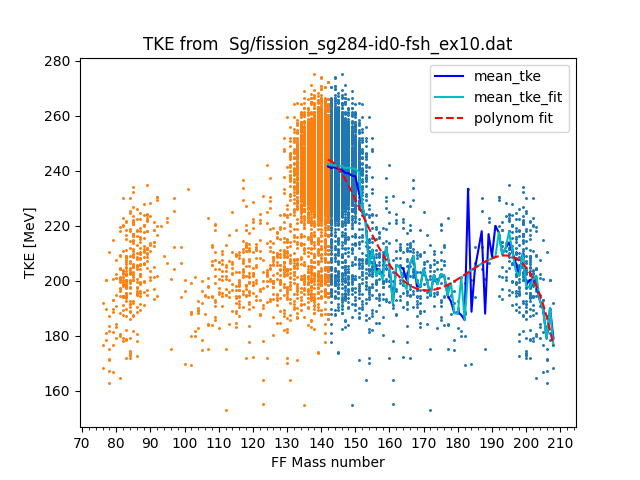 TKE from  Sg/fission_sg284-id0-fsh_ex10.dat
280
260
240
220
200
180
160
TKE [MeV]
mean_tke
mean_tke_fit
polynom fit
70 80 90 100 110 120 130 140 150 160 170 180 190 200 210
FF Mass number